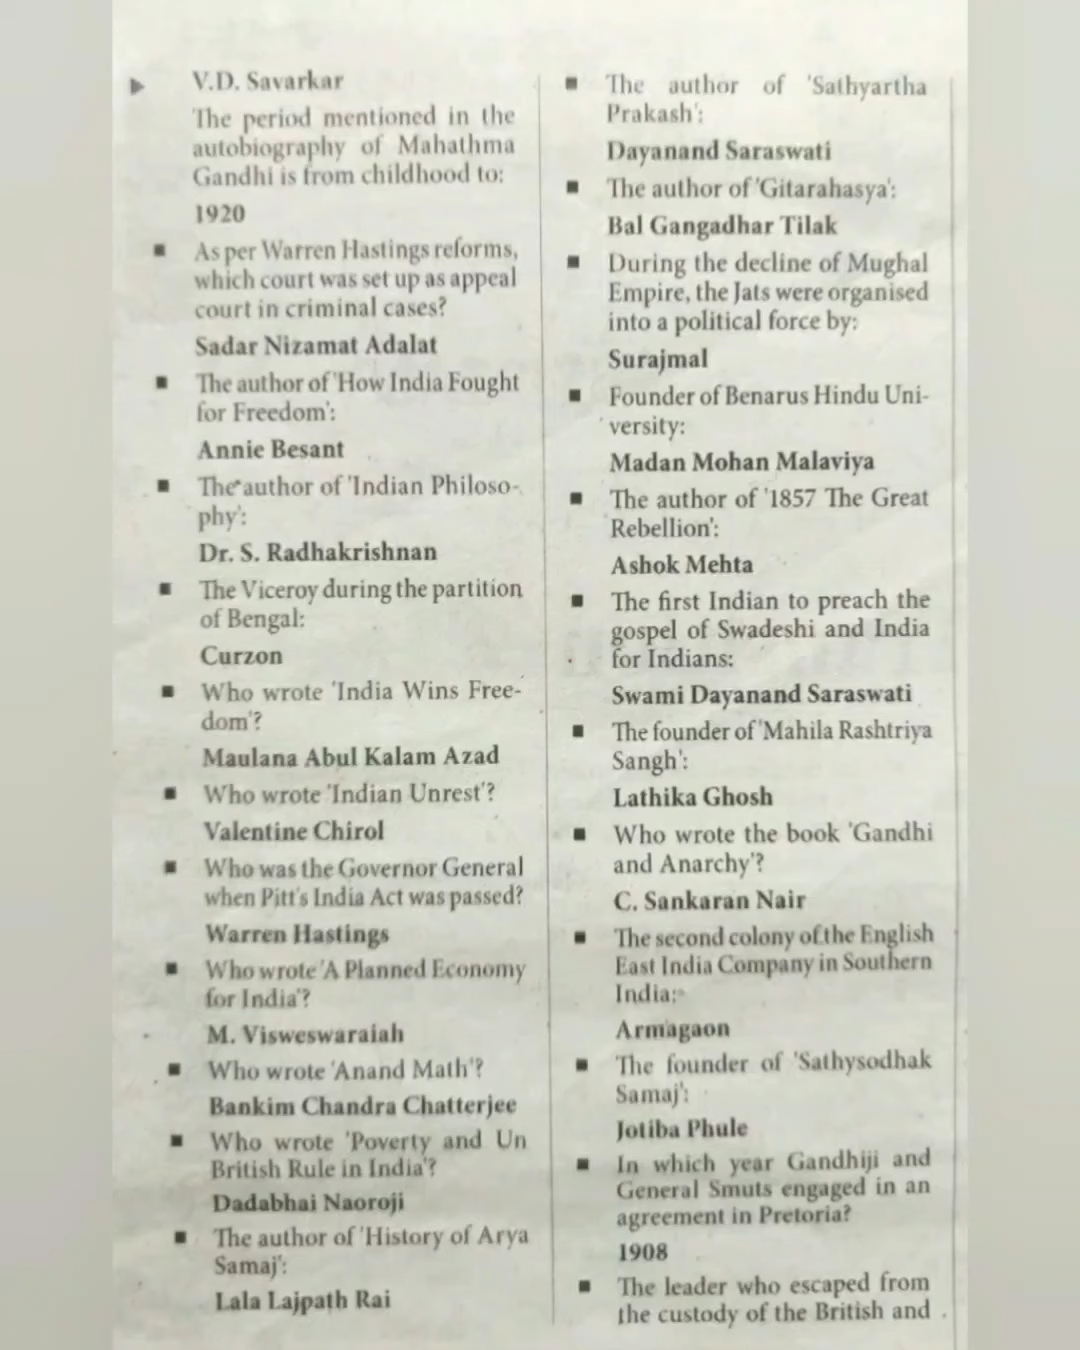 V.D. Savarkar
The period mentioned in the
autobiography of Mahathma
Gandhi is from childhood to:
1920
As per Warren Hastings reforms,
which court was set up as appeal
court in criminal cases?
Sadar Nizamat Adalat
The author of 'How India Fought
for Freedom':
Annie Besant
The author of 'Indian Philoso-
phy':
Dr. S. Radhakrishnan
The Viceroy during the partition
of Bengal:
Curzon
Who wrote 'India Wins Free-
dom'?
Maulana Abul Kalam Azad
Who wrote 'Indian Unrest'?
Valentine Chirol
Who was the Governor General
when Pitt's India Act was passed?
Warren Hastings
Who wrote 'A Planned Economy
for India'?
M. Visweswaraiah
Who wrote 'Anand Math'?
Bankim Chandra Chatterjee
Who wrote 'Poverty and Un
British Rule in India'?
Dadabhai Naoroji
The author of 'History of Arya
Samaj':
Lala Lajpath Rai
The author of 'Sathyartha
Prakash':
Dayanand Saraswati
The author of 'Gitarahasya':
Bal Gangadhar Tilak
During the decline of Mughal
Empire, the Jats were organised
into a political force by:
Surajmal
Founder of Benarus Hindu Uni-
versity:
Madan Mohan Malaviya
The author of '1857 The Great
Rebellion':
Ashok Mehta
The first Indian to preach the
gospel of Swadeshi and India
for Indians:
Swami Dayanand Saraswati
The founder of 'Mahila Rashtriya
Sangh':
Lathika Ghosh
Who wrote the book 'Gandhi
and Anarchy'?
C. Sankaran Nair
The second colony of the English
East India Company in Southern
India:
Armagaon
The founder of 'Sathysodhak
Samaj':
Jotiba Phule
In which year Gandhiji and
General Smuts engaged in an
agreement in Pretoria?
1908
The leader who escaped from
the custody of the British and